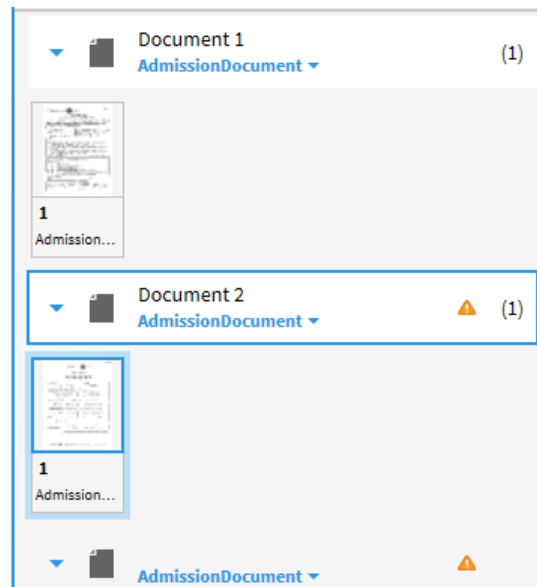 Document 1
AdmissionDocument
(1)
1
Admission...
Document 2
AdmissionDocument
(1)
1
Admission...
AdmissionDocument